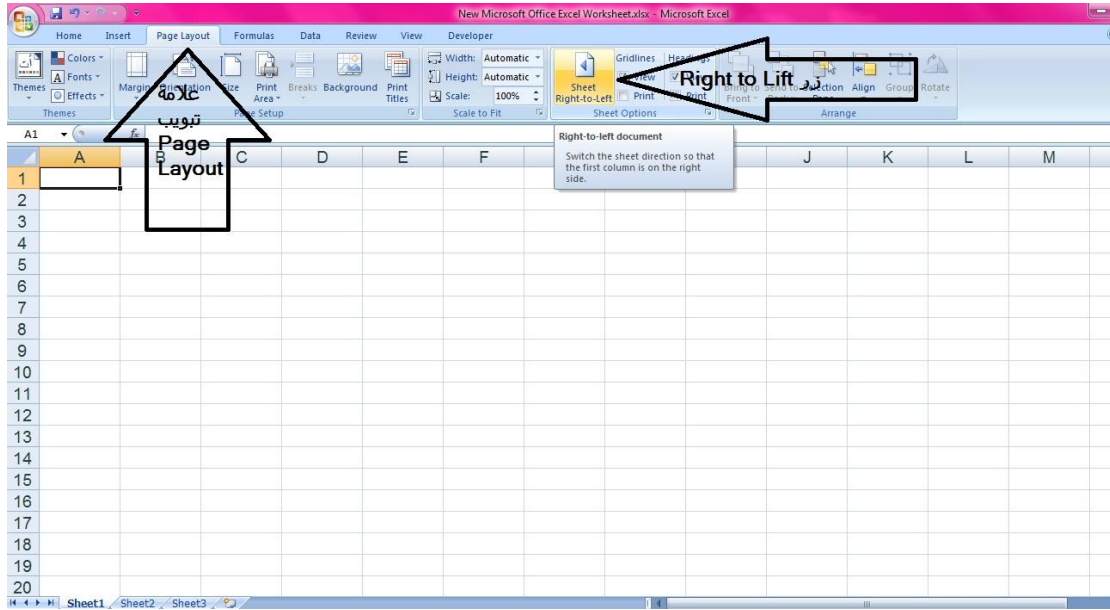 New Microsoft Office Excel Worksheet.xlsx - Microsoft Excel
Home Insert Page Layout Formulas Data Review View Developer
Colors
Fonts
Effects
Themes
Size
Print Area
Breaks
Background
Print Titles
Width: Automatic
Height: Automatic
Scale: 100%
Sheet Right-to-Left
Gridlines
View
Print
Print
Align
Group
Rotate
Themes
Scale to Fit
Sheet Options
Arrange
علامة
تبويب
Page
Layout
Right to Lift زر
A1
fx
Right-to-left document
Switch the sheet direction so that
the first column is on the right
side.
A B C D E F J K L M
1
2
3
4
5
6
7
8
9
10
11
12
13
14
15
16
17
18
19
20
Sheet1 Sheet2 Sheet3